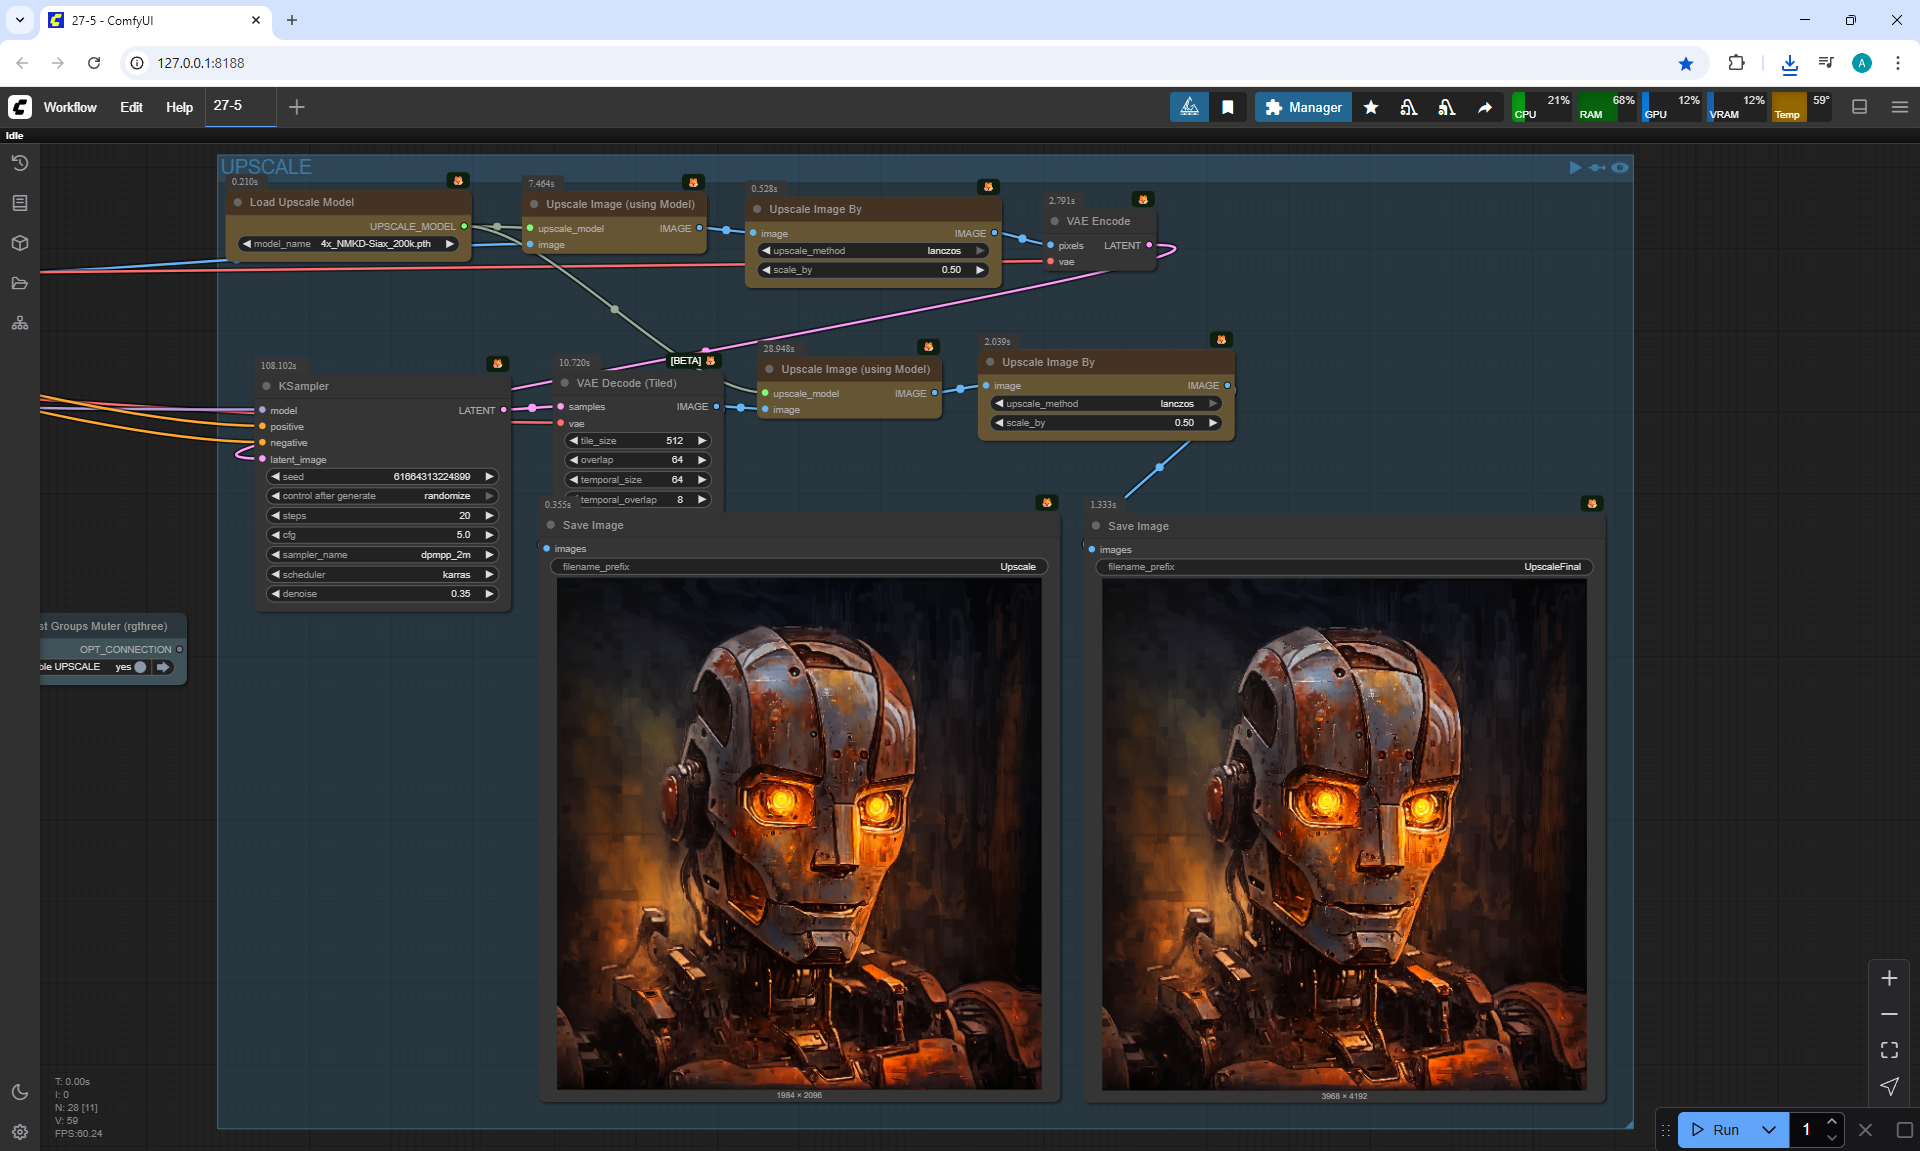 27-5 - ComfyUI
127.0.0.1:8188
A
Workflow Edit Help 27-5
Manager
CPU 21%
RAM 68%
GPU 12%
VRAM 12%
Temp 59°
Idle
UPSCALE
0.210s
Load Upscale Model
UPSCALE_MODEL
model_name 4x_NMKD-Siax_200k.pth
7.464s
Upscale Image (using Model)
upscale_model IMAGE
image
0.528s
Upscale Image By
image IMAGE
upscale_method lanczos
scale_by 0.50
2.791s
VAE Encode
pixels LATENT
vae
108.102s
KSampler
model LATENT
positive
negative
latent_image
seed 61664313224899
control after generate randomize
steps 20
cfg 5.0
sampler_name dpmpp_2m
scheduler karras
denoise 0.35
10.720s
[BETA]
VAE Decode (Tiled)
samples IMAGE
vae
tile_size 512
overlap 64
temporal_size 64
temporal_overlap 8
28.948s
Upscale Image (using Model)
upscale_model IMAGE
image
2.039s
Upscale Image By
image IMAGE
upscale_method lanczos
scale_by 0.50
0.355s
Save Image
images
filename_prefix Upscale
1984 × 2096
1.333s
Save Image
images
filename_prefix UpscaleFinal
3968 × 4192
st Groups Muter (rgthree)
OPT_CONNECTION
ble UPSCALE yes
T: 0.00s
I: 0
N: 28 [11]
V: 59
FPS:60.24
Run 1